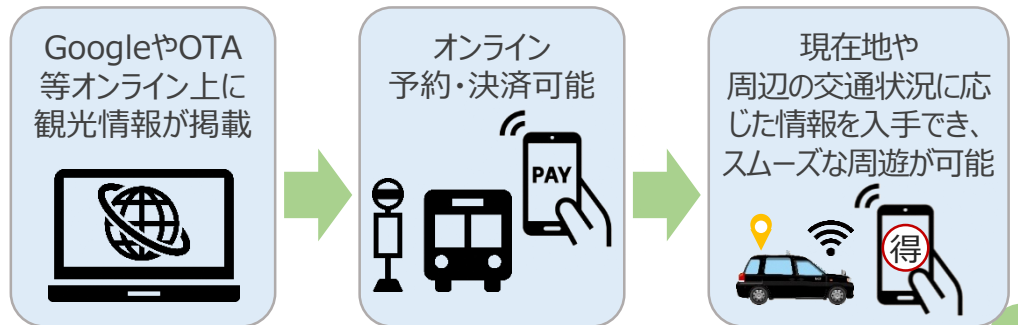 GoogleやOTA
等オンライン上に
観光情報が掲載
オンライン
予約・決済可能
PAY
現在地や
周辺の交通状況に応
じた情報を入手でき、
スムーズな周遊が可能
得